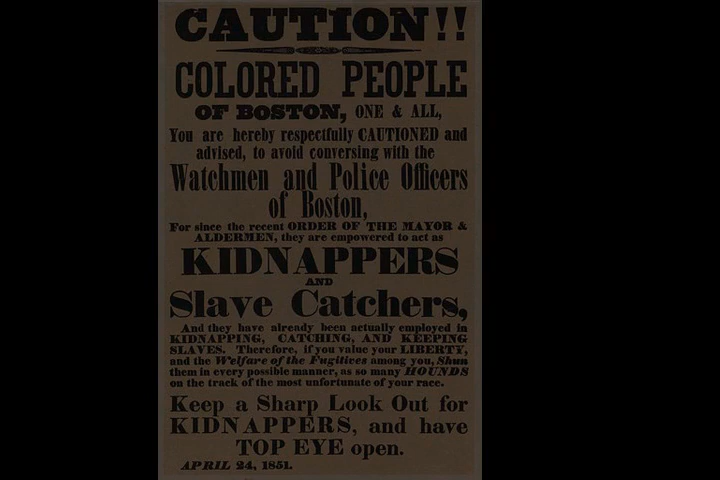 CAUTION!!
COLORED PEOPLE
OF BOSTON, ONE & ALL,
You are hereby respectfully CAUTIONED and
advised, to avoid conversing with the
Watchmen and Police Officers
of Boston,
For since the recent ORDER OF THE MAYOR &
ALDERMEN, they are empowered to act as
KIDNAPPERS
AND
Slave Catchers,
And they have already been actually employed in
KIDNAPPING, CATCHING, AND KEEPING
SLAVES. Therefore, if you value your LIBERTY,
and the Welfare of the Fugitives among you, Shun
them in every possible manner, as so many HOUNDS
on the track of the most unfortunate of your race.
Keep a Sharp Look Out for
KIDNAPPERS, and have
TOP EYE open.
APRIL 24, 1851.